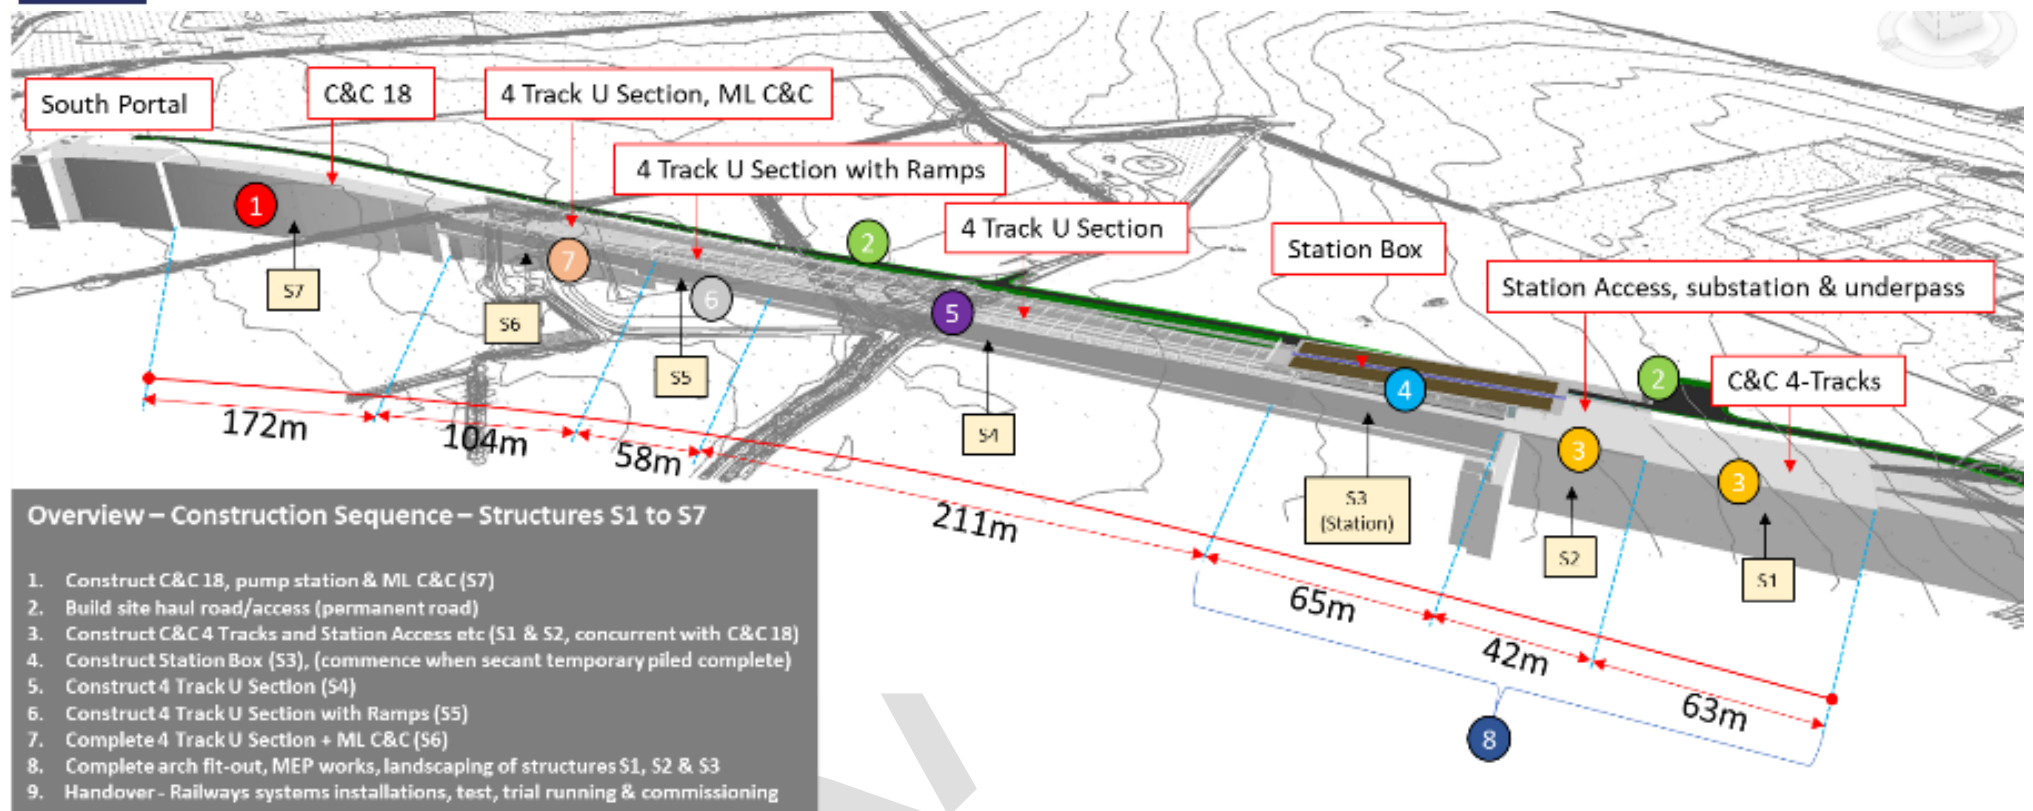 South Portal
C&C 18
4 Track U Section, ML C&C
4 Track U Section with Ramps
4 Track U Section
Station Box
Station Access, substation & underpass
C&C 4-Tracks
1
2
7
6
5
4
2
3
3
S7
S6
S5
S4
S3
(Station)
S2
S1
172m
104m
58m
211m
65m
42m
63m
8
Overview – Construction Sequence – Structures S1 to S7
1. Construct C&C 18, pump station & ML C&C (S7)
2. Build site haul road/access (permanent road)
3. Construct C&C 4 Tracks and Station Access etc (S1 & S2, concurrent with C&C 18)
4. Construct Station Box (S3), (commence when secant temporary piled complete)
5. Construct 4 Track U Section (S4)
6. Construct 4 Track U Section with Ramps (S5)
7. Complete 4 Track U Section + ML C&C (S6)
8. Complete arch fit-out, MEP works, landscaping of structures S1, S2 & S3
9. Handover - Railways systems installations, test, trial running & commissioning